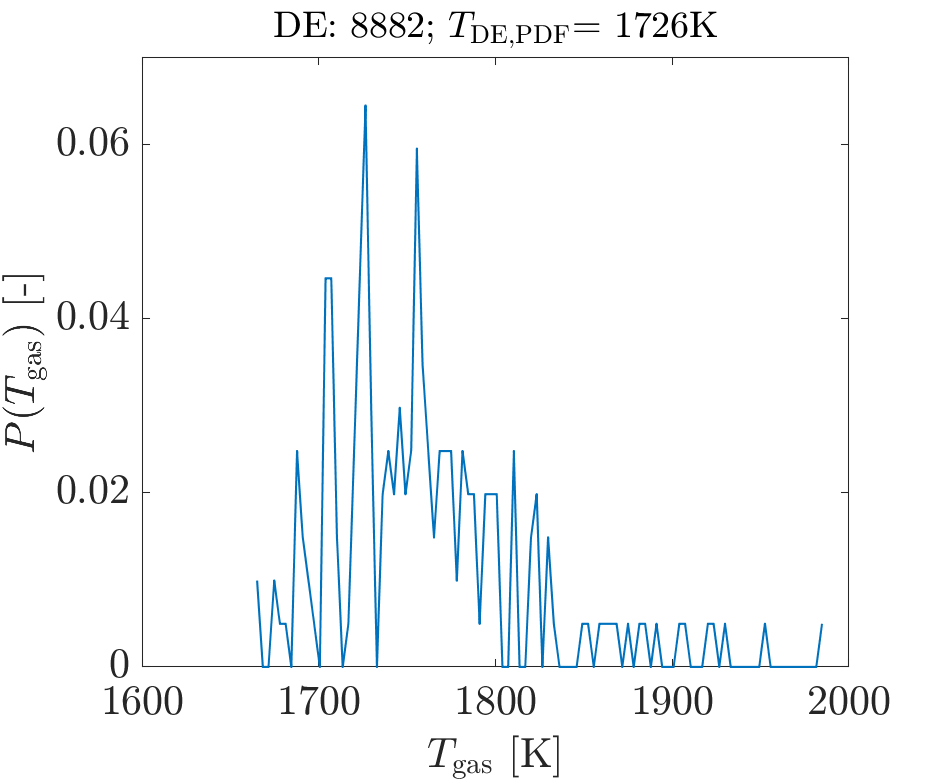 DE: 8882; T_DE,PDF= 1726K
P(T_gas) [-]
0.06
0.04
0.02
0
1600 1700 1800 1900 2000
T_gas [K]